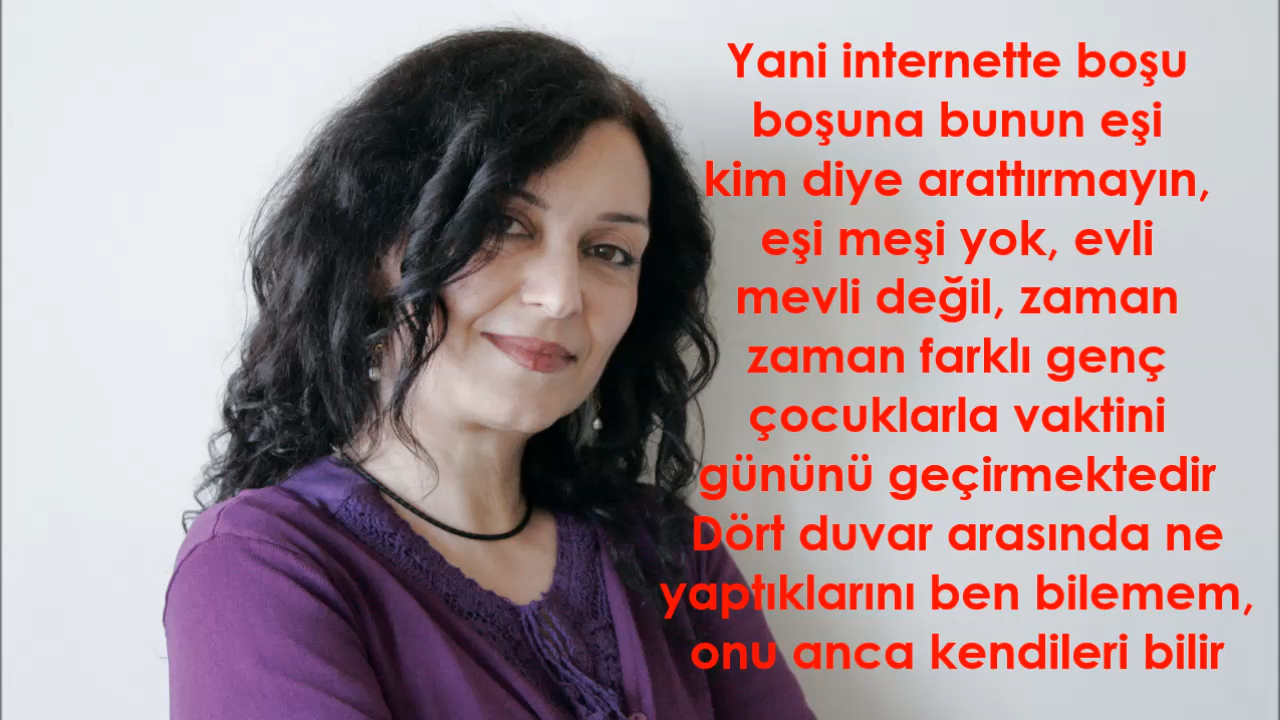 Yani internette boşu
boşuna bunun eşi
kim diye arattırmayın,
eşi meşi yok, evli
mevli değil, zaman
zaman farklı genç
çocuklarla vaktini
gününü geçirmektedir
Dört duvar arasında ne
yaptıklarını ben bilemem,
onu anca kendileri bilir